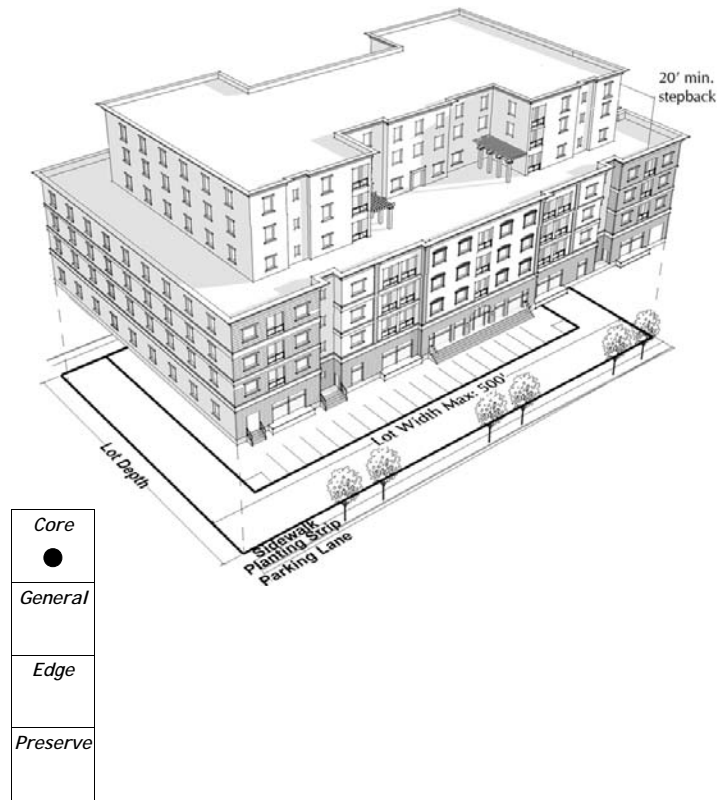 20' min.
stepback
Lot Width Max: 500'
Lot Depth
Sidewalk
Planting Strip
Parking Lane
Core
General
Edge
Preserve